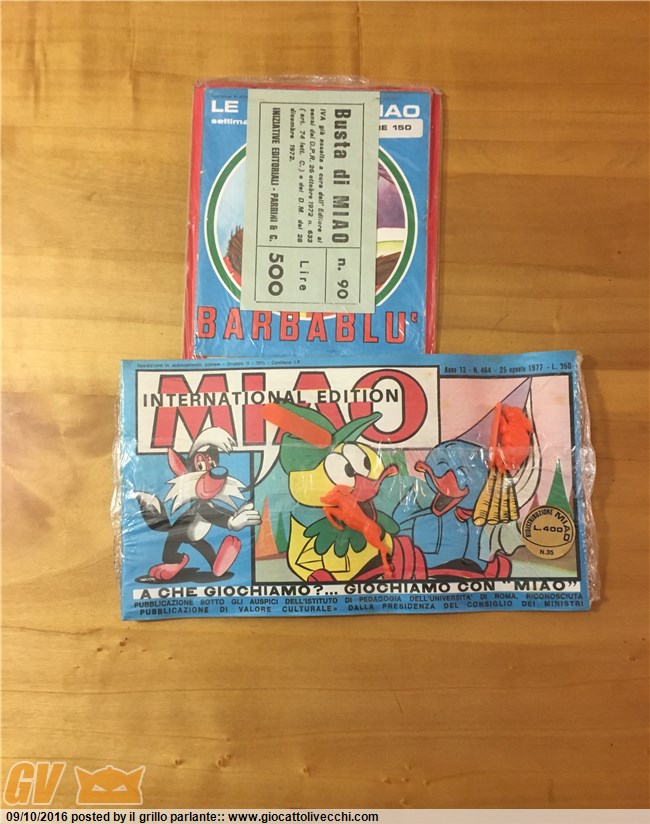 LE MIAO
settima RE 150
Busta di MIAO n. 90
IVA già assolta a cura dell'Editore ai
sensi del D.P.R. 26 ottobre 1972 n. 633
(art. 74 lett. C.) e del D.M. del 28
dicembre 1972.
INIZIATIVE EDITORIALI - PARRINI & C.
Lire
500
BARBABLU'
Anno 13 - N. 464 - 25 agosto 1977 - L. 350
MIAO
INTERNATIONAL EDITION
RIDISTRIBUZIONE MIAO
L. 400
N. 35
A CHE GIOCHIAMO?... GIOCHIAMO CON "MIAO"
PUBBLICAZIONE SOTTO GLI AUSPICI DELL'ISTITUTO DI PEDAGOGIA DELL'UNIVERSITA' DI ROMA, RICONOSCIUTA
PUBBLICAZIONE DI VALORE CULTURALE» DALLA PRESIDENZA DEL CONSIGLIO DEI MINISTRI
GV
09/10/2016 posted by il grillo parlante:: www.giocattolivecchi.com